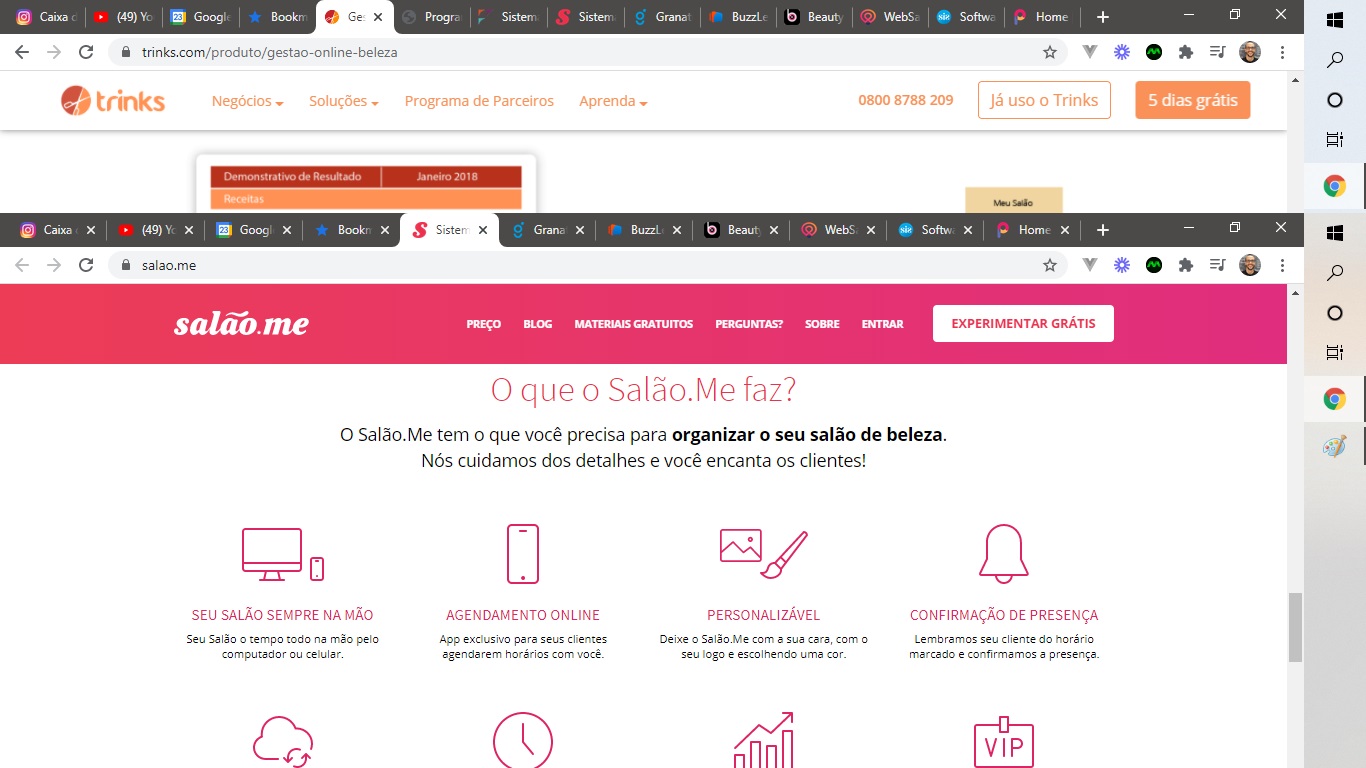 Caixa d
(49) Yo
Google
Bookm
Ges
Progra
Sistem
Sistem
Granat
BuzzLe
Beauty
WebSa
Softwa
Home
trinks.com/produto/gestao-online-beleza
trinks
Negócios
Soluções
Programa de Parceiros
Aprenda
0800 8788 209
Já uso o Trinks
5 dias grátis
Demonstrativo de Resultado
Janeiro 2018
Receitas
Meu Salão
Caixa d
(49) Yo
Google
Bookm
Sistem
Granat
BuzzLe
Beauty
WebSa
Softwa
Home
salao.me
salão.me
PREÇO
BLOG
MATERIAIS GRATUITOS
PERGUNTAS?
SOBRE
ENTRAR
EXPERIMENTAR GRÁTIS
O que o Salão.Me faz?
O Salão.Me tem o que você precisa para organizar o seu salão de beleza.
Nós cuidamos dos detalhes e você encanta os clientes!
SEU SALÃO SEMPRE NA MÃO
Seu Salão o tempo todo na mão pelo
computador ou celular.
AGENDAMENTO ONLINE
App exclusivo para seus clientes
agendarem horários com você.
PERSONALIZÁVEL
Deixe o Salão.Me com a sua cara, com o
seu logo e escolhendo uma cor.
CONFIRMAÇÃO DE PRESENÇA
Lembramos seu cliente do horário
marcado e confirmamos a presença.
VIP